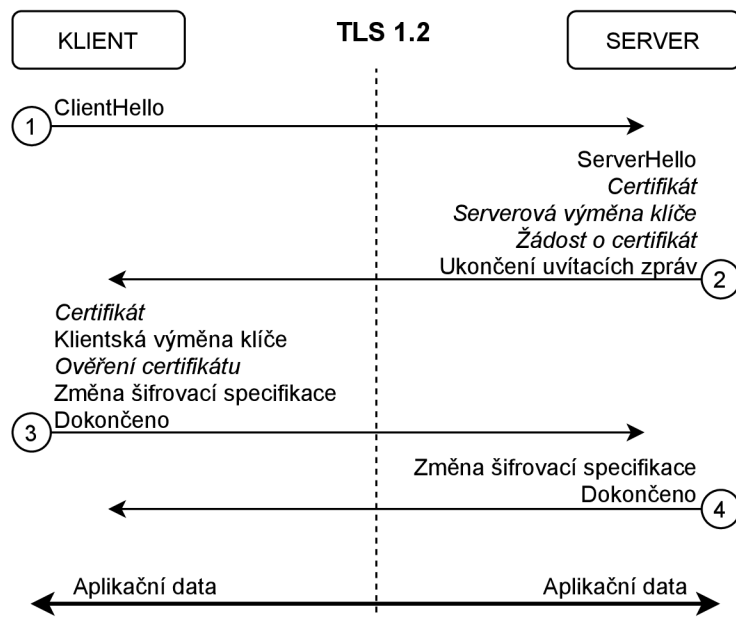 KLIENT
TLS 1.2
SERVER
ClientHello
1
ServerHello
Certifikát
Serverová výměna klíče
Žádost o certifikát
Ukončení uvítacích zpráv
2
Certifikát
Klientská výměna klíče
Ověření certifikátu
Změna šifrovací specifikace
Dokončeno
3
Změna šifrovací specifikace
Dokončeno
4
Aplikační data
Aplikační data